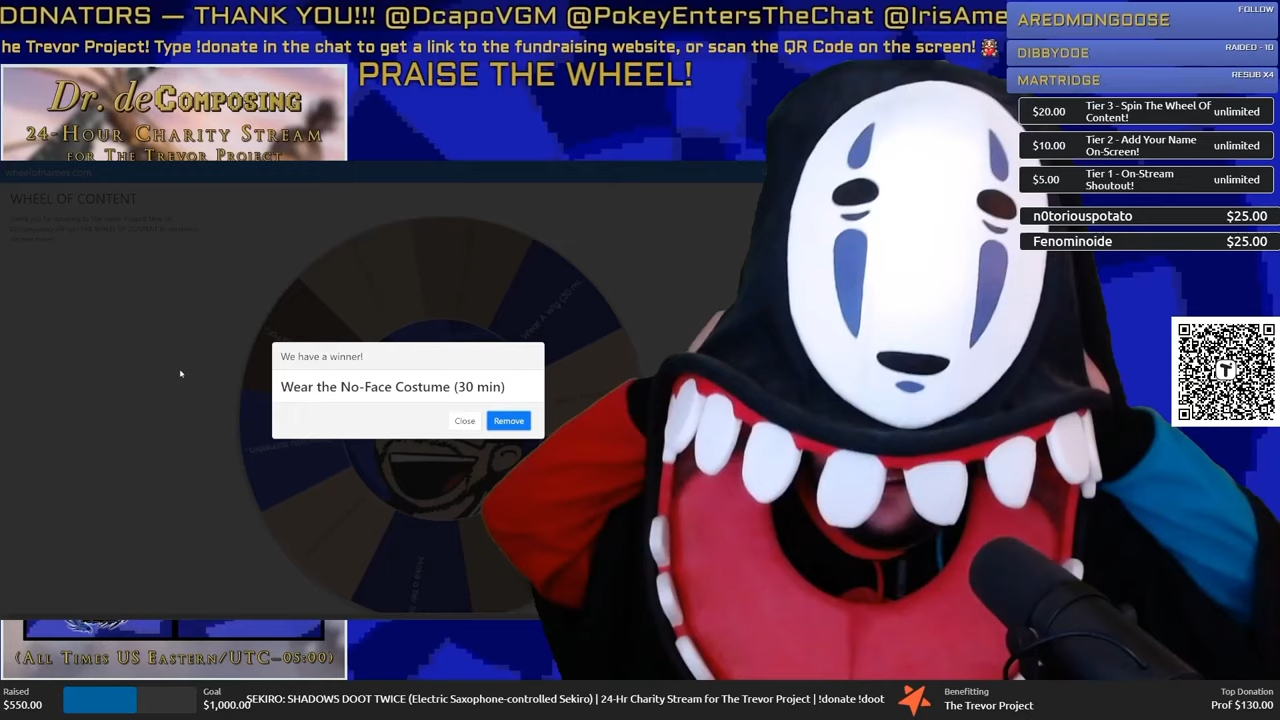 DONATORS — THANK YOU!!! @DcapoVGM @PokeyEntersTheChat @IrisAme
he Trevor Project! Type !donate in the chat to get a link to the fundraising website, or scan the QR Code on the screen!
PRAISE THE WHEEL!
FOLLOW
AREDMONGOOSE
RAIDED - 10
DIBBYDOE
RESUB X4
MARTRIDGE
$20.00 Tier 3 - Spin The Wheel Of Content! unlimited
$10.00 Tier 2 - Add Your Name On-Screen! unlimited
$5.00 Tier 1 - On-Stream Shoutout! unlimited
n0toriouspotato $25.00
Fenominoide $25.00
Dr. deComposing
24-Hour Charity Stream
for The Trevor Project
wheelofnames.com
WHEEL OF CONTENT
Wear A Wig (30 m
We have a winner!
Wear the No-Face Costume (30 min)
Close Remove
T
(All Times US Eastern/UTC-05:00)
Raised
$550.00
Goal
$1,000.00
SEKIRO: SHADOWS DOOT TWICE (Electric Saxophone-controlled Sekiro) | 24-Hr Charity Stream for The Trevor Project | !donate !doot
Benefitting
The Trevor Project
Top Donation
Prof $130.00